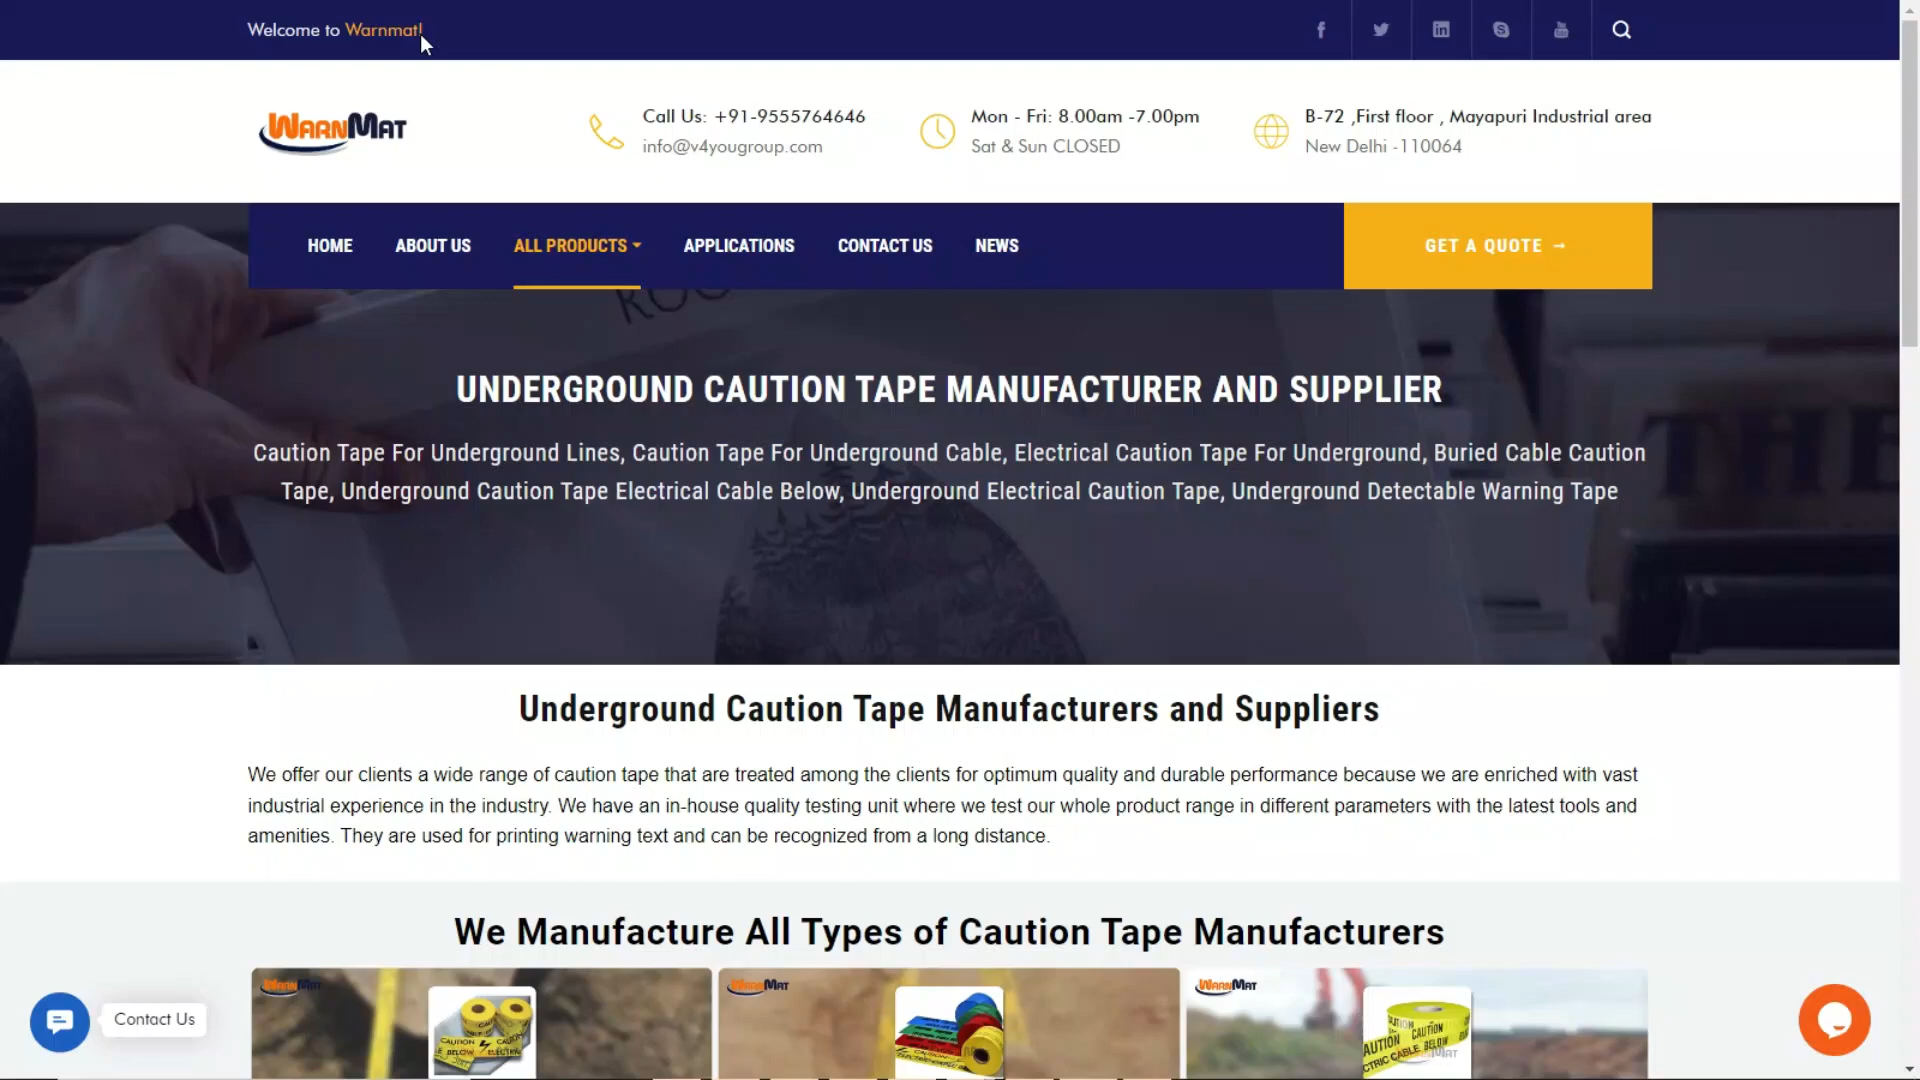 Welcome to Warnmat!
WARNMAT
Call Us: +91-9555764646
info@v4yougroup.com
Mon - Fri: 8.00am -7.00pm
Sat & Sun CLOSED
B-72 ,First floor , Mayapuri Industrial area
New Delhi -110064
HOME
ABOUT US
ALL PRODUCTS
APPLICATIONS
CONTACT US
NEWS
GET A QUOTE →
UNDERGROUND CAUTION TAPE MANUFACTURER AND SUPPLIER
Caution Tape For Underground Lines, Caution Tape For Underground Cable, Electrical Caution Tape For Underground, Buried Cable Caution
Tape, Underground Caution Tape Electrical Cable Below, Underground Electrical Caution Tape, Underground Detectable Warning Tape
Underground Caution Tape Manufacturers and Suppliers
We offer our clients a wide range of caution tape that are treated among the clients for optimum quality and durable performance because we are enriched with vast
industrial experience in the industry. We have an in-house quality testing unit where we test our whole product range in different parameters with the latest tools and
amenities. They are used for printing warning text and can be recognized from a long distance.
We Manufacture All Types of Caution Tape Manufacturers
WARNMAT
WARNMAT
WARNMAT
CAUTION
BELOW
CAUTION
CAUTION
BELOW
Contact Us